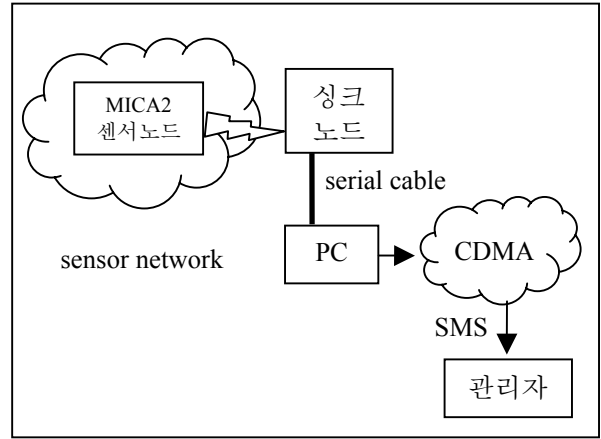 MICA2
센서노드
싱크
노드
serial cable
sensor network
PC
CDMA
SMS
관리자